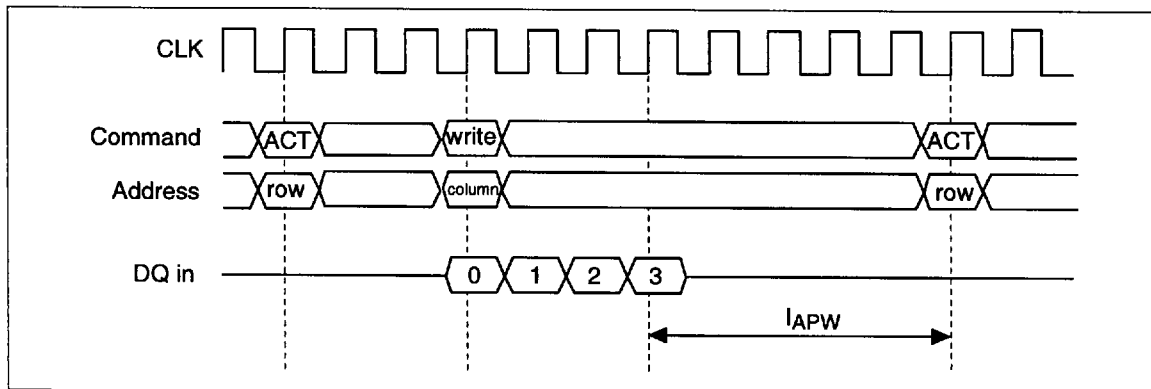 CLK
Command ACT write ACT
Address row column row
DQ in 0 1 2 3
IAPW